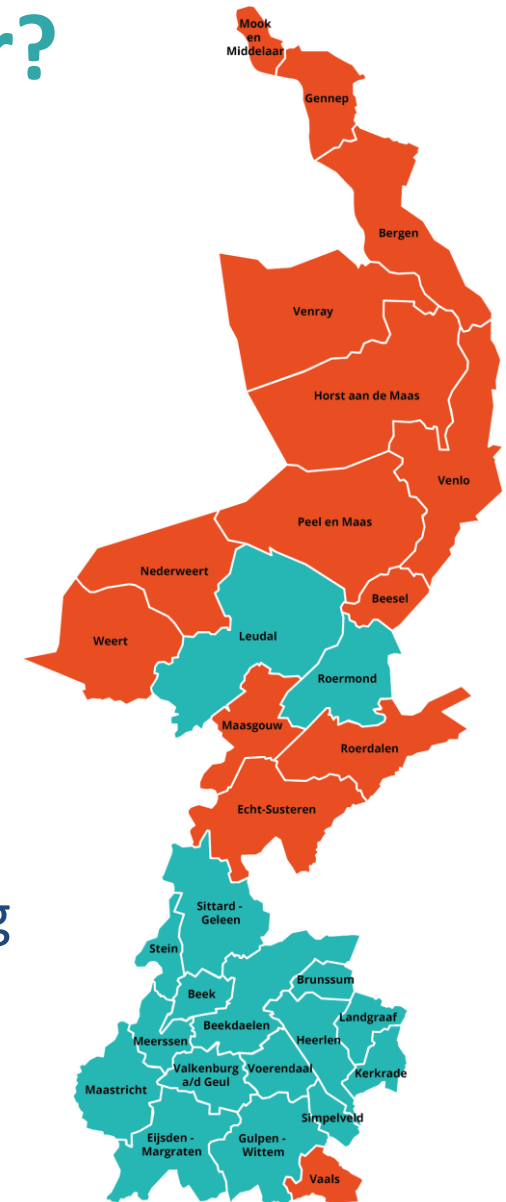 r?
Mook
en
Middelaar
Gennep
Bergen
Venray
Horst aan de Maas
Venlo
Peel en Maas
Nederweert
Beesel
Weert
Leudal
Roermond
Maasgouw
Roerdalen
Echt-Susteren
Sittard -
Geleen
g
Stein
Brunssum
Beek
Landgraaf
Beekdaelen
Heerlen
Meerssen
Valkenburg
a/d Geul
Voerendaal
Kerkrade
Maastricht
Simpelveld
Eijsden -
Margraten
Gulpen -
Wittem
Vaals